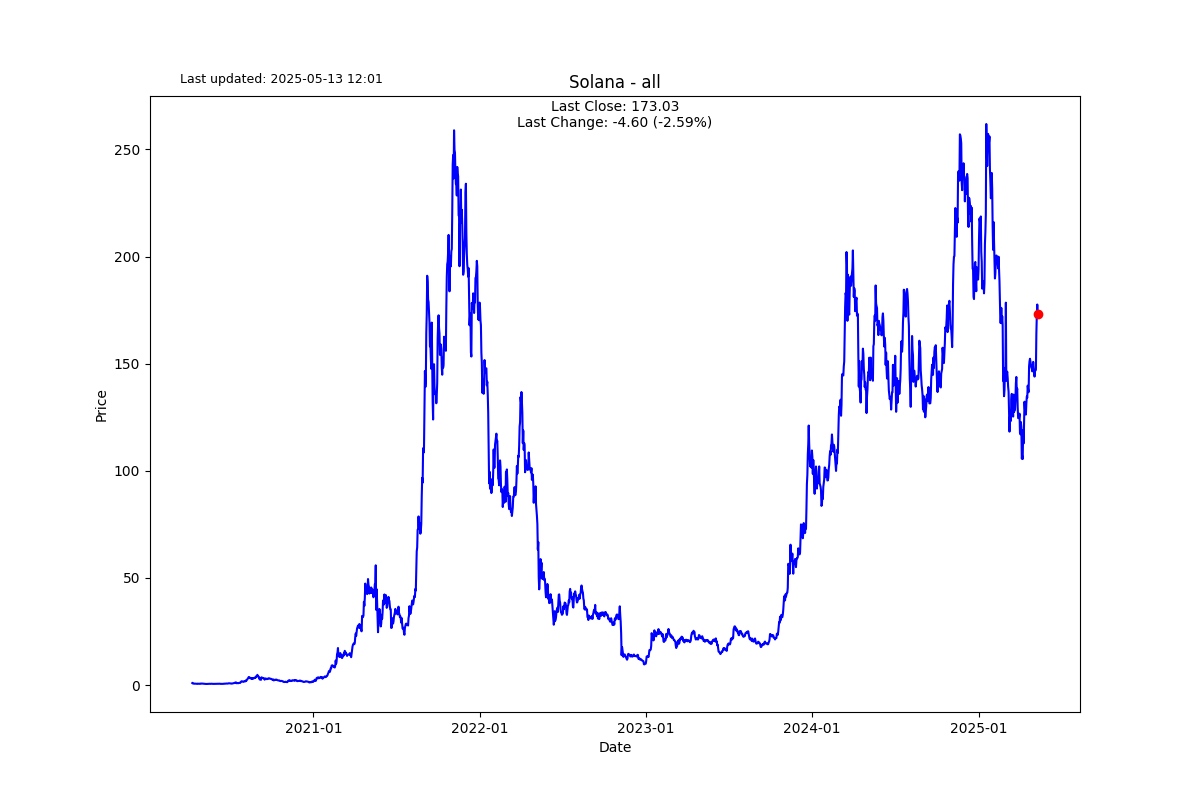 Last updated: 2025-05-13 12:01
Solana - all
Last Close: 173.03
Last Change: -4.60 (-2.59%)
250
200
150
100
50
0
Price
2021-01
2022-01
2023-01
2024-01
2025-01
Date